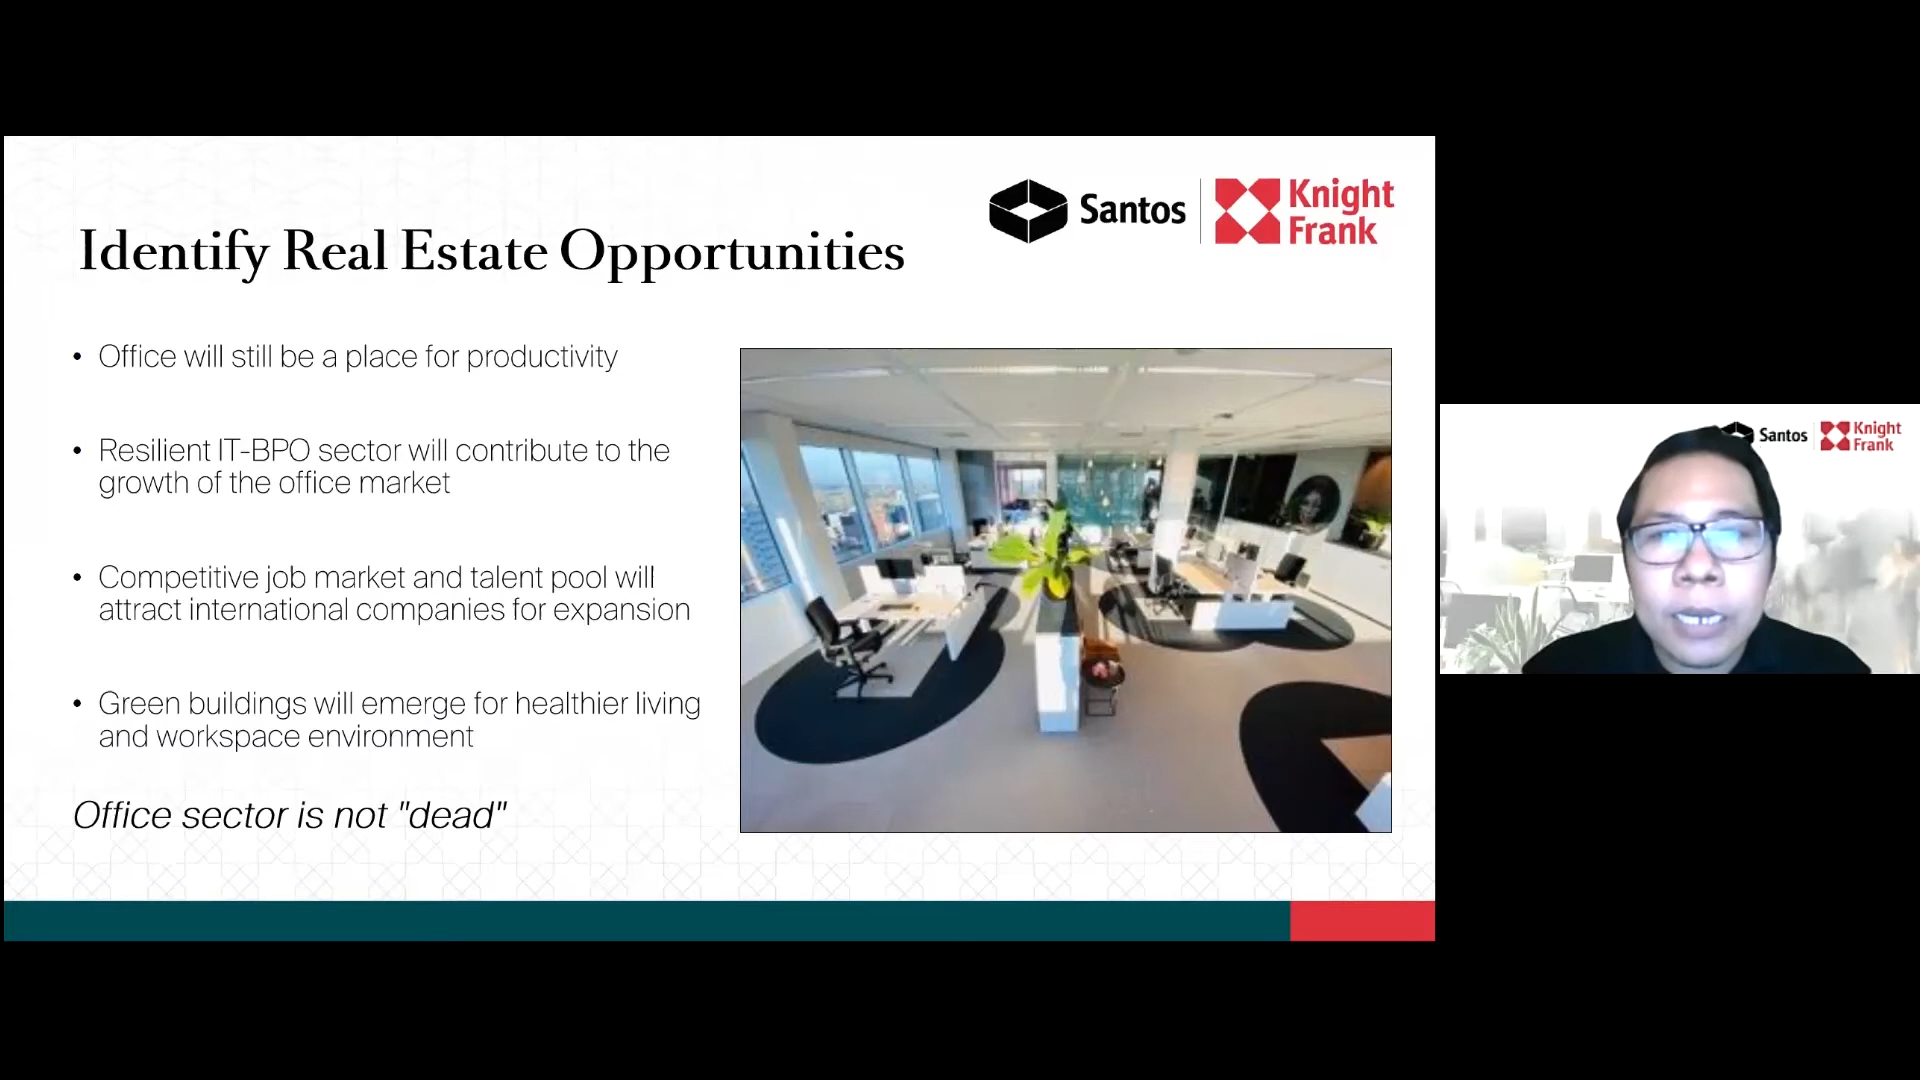 Santos
Knight
Frank
Identify Real Estate Opportunities
• Office will still be a place for productivity
• Resilient IT-BPO sector will contribute to the
growth of the office market
• Competitive job market and talent pool will
attract international companies for expansion
• Green buildings will emerge for healthier living
and workspace environment
Office sector is not "dead"
Santos
Knight
Frank